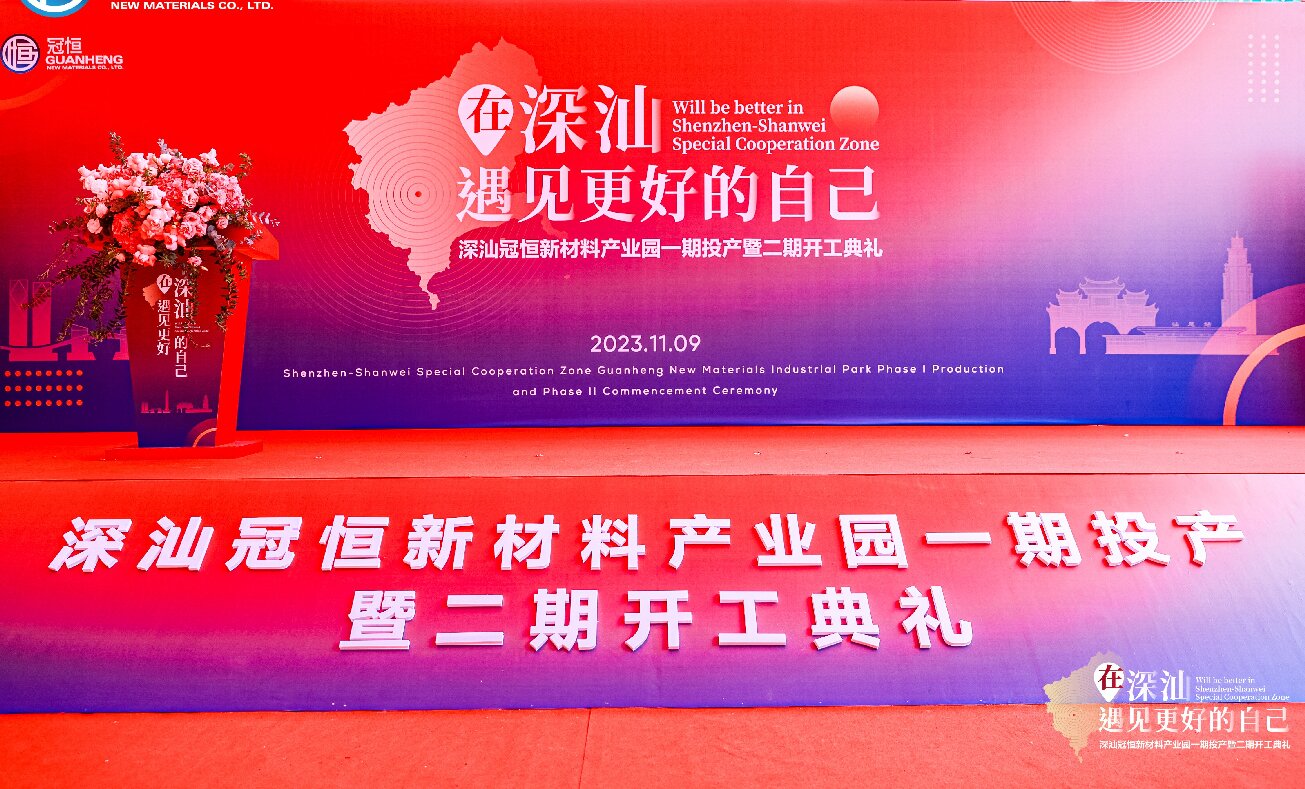 NEW MATERIALS CO., LTD.
冠恒
GUANHENG
NEW MATERIALS CO., LTD.
在深汕
Will be better in
Shenzhen-Shanwei
Special Cooperation Zone
遇见更好的自己
深汕冠恒新材料产业园一期投产暨二期开工典礼
2023.11.09
Shenzhen-Shanwei Special Cooperation Zone Guanheng New Materials Industrial Park Phase I Production
and Phase II Commencement Ceremony
在深汕
遇见更好
的自己
深汕冠恒新材料产业园一期投产
暨二期开工典礼
在深汕
Will be better in
Shenzhen-Shanwei
Special Cooperation Zone
遇见更好的自己
深汕冠恒新材料产业园一期投产暨二期开工典礼